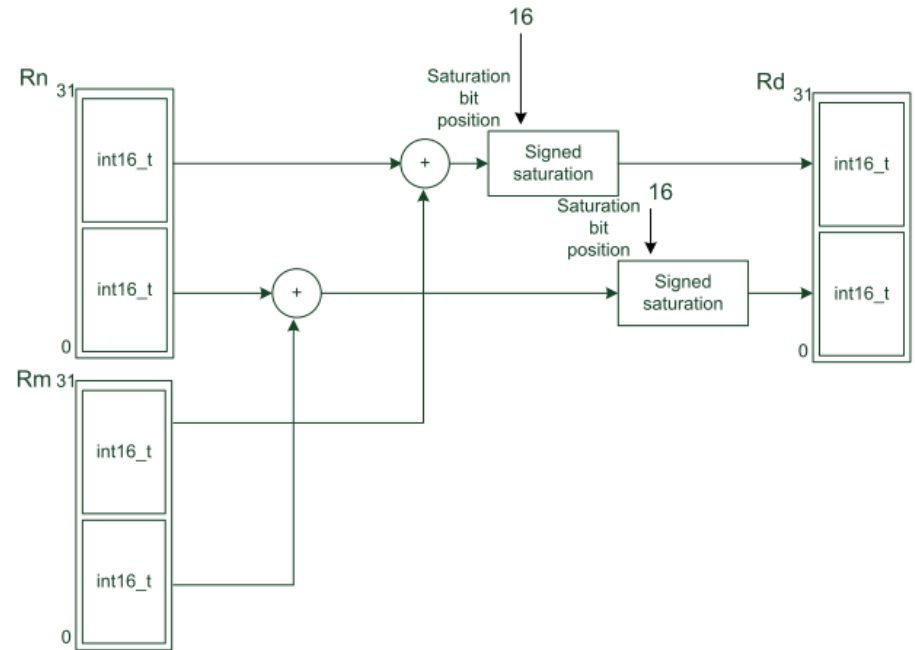 16
Rn
31
int16_t
int16_t
0
Saturation
bit
position
+
Signed
saturation
16
Saturation
bit
position
+
Signed
saturation
Rd
31
int16_t
int16_t
0
Rm
31
int16_t
int16_t
0